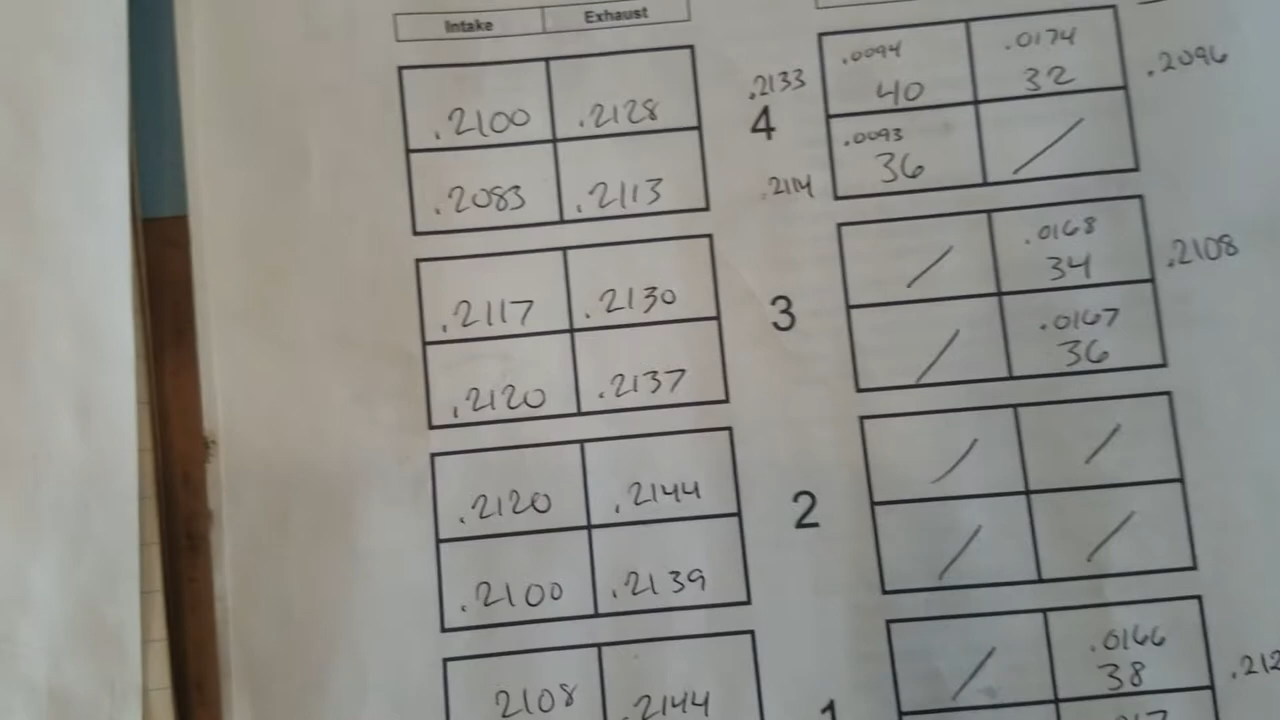 Intake Exhaust
.0094 .0174
.2133 .2096
.2100 .2128 40 32
4
.0093
.2083 .2113 .2114 36 /
.0168
/ 34 .2108
.2117 .2130 3
.0167
.2120 .2137 / 36
.2120 .2144 / /
2
.2100 .2139 / /
.0166
/ 38
.2108 .2144
1